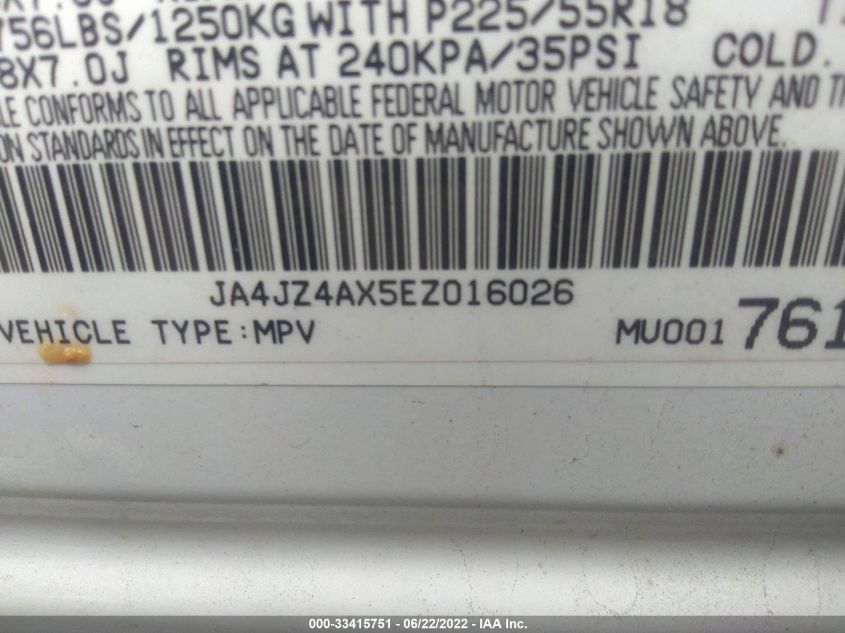 756LBS/1250KG WITH P225/55R18
8X7.0J RIMS AT 240KPA/35PSI COLD.
LE CONFORMS TO ALL APPLICABLE FEDERAL MOTOR VEHICLE SAFETY AND
ON STANDARDS IN EFFECT ON THE DATE OF MANUFACTURE SHOWN ABOVE.
JA4JZ4AX5EZ016026
VEHICLE TYPE:MPV MU001 761
000-33415751 - 06/22/2022 - IAA Inc.